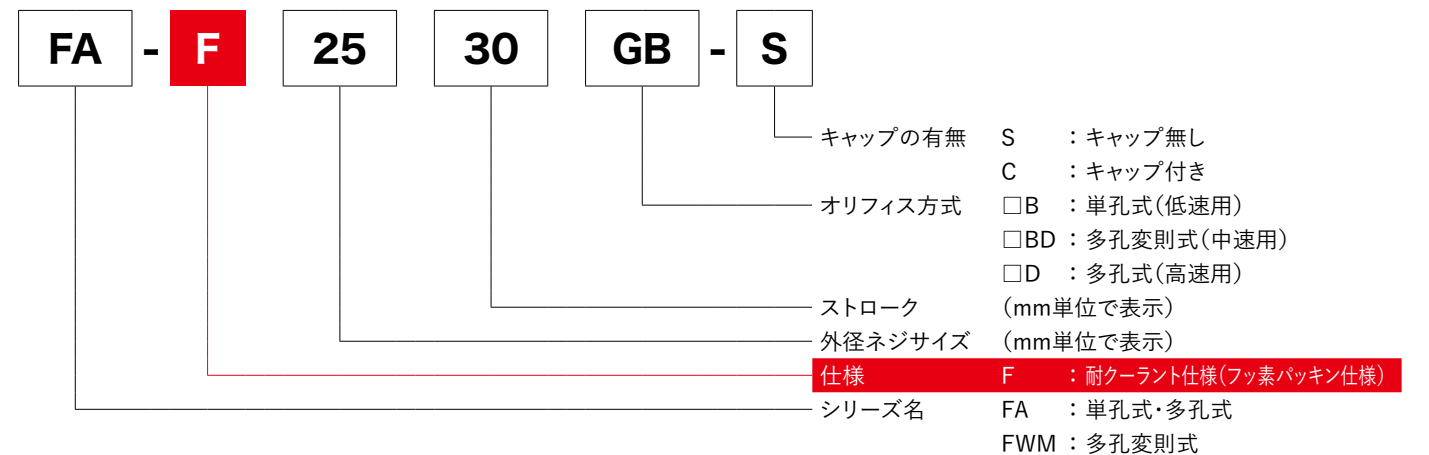 FA - F 25 30 GB - S
キャップの有無 S ：キャップ無し
C ：キャップ付き
オリフィス方式 □B ：単孔式(低速用)
□BD ：多孔変則式(中速用)
□D ：多孔式(高速用)
ストローク (mm単位で表示)
外径ネジサイズ (mm単位で表示)
仕様 F ：耐クーラント仕様(フッ素パッキン仕様)
シリーズ名 FA ：単孔式・多孔式
FWM ：多孔変則式